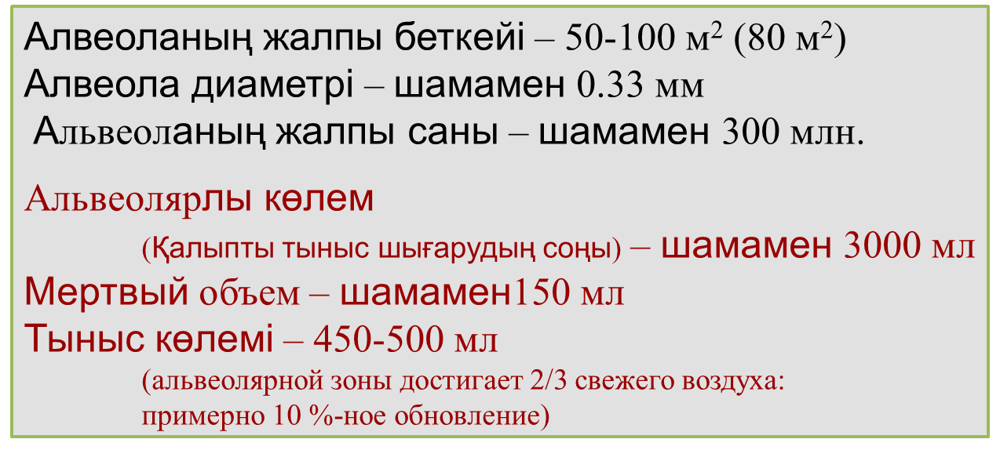 Алвеоланың жалпы беткейі – 50-100 м² (80 м²)
Алвеола диаметрі – шамамен 0.33 мм
Альвеоланың жалпы саны – шамамен 300 млн.
Альвеолярлы көлем
(Қалыпты тыныс шығарудың соңы) – шамамен 3000 мл
Мертвый объем – шамамен150 мл
Тыныс көлемі – 450-500 мл
(альвеолярной зоны достигает 2/3 свежего воздуха:
примерно 10 %-ное обновление)